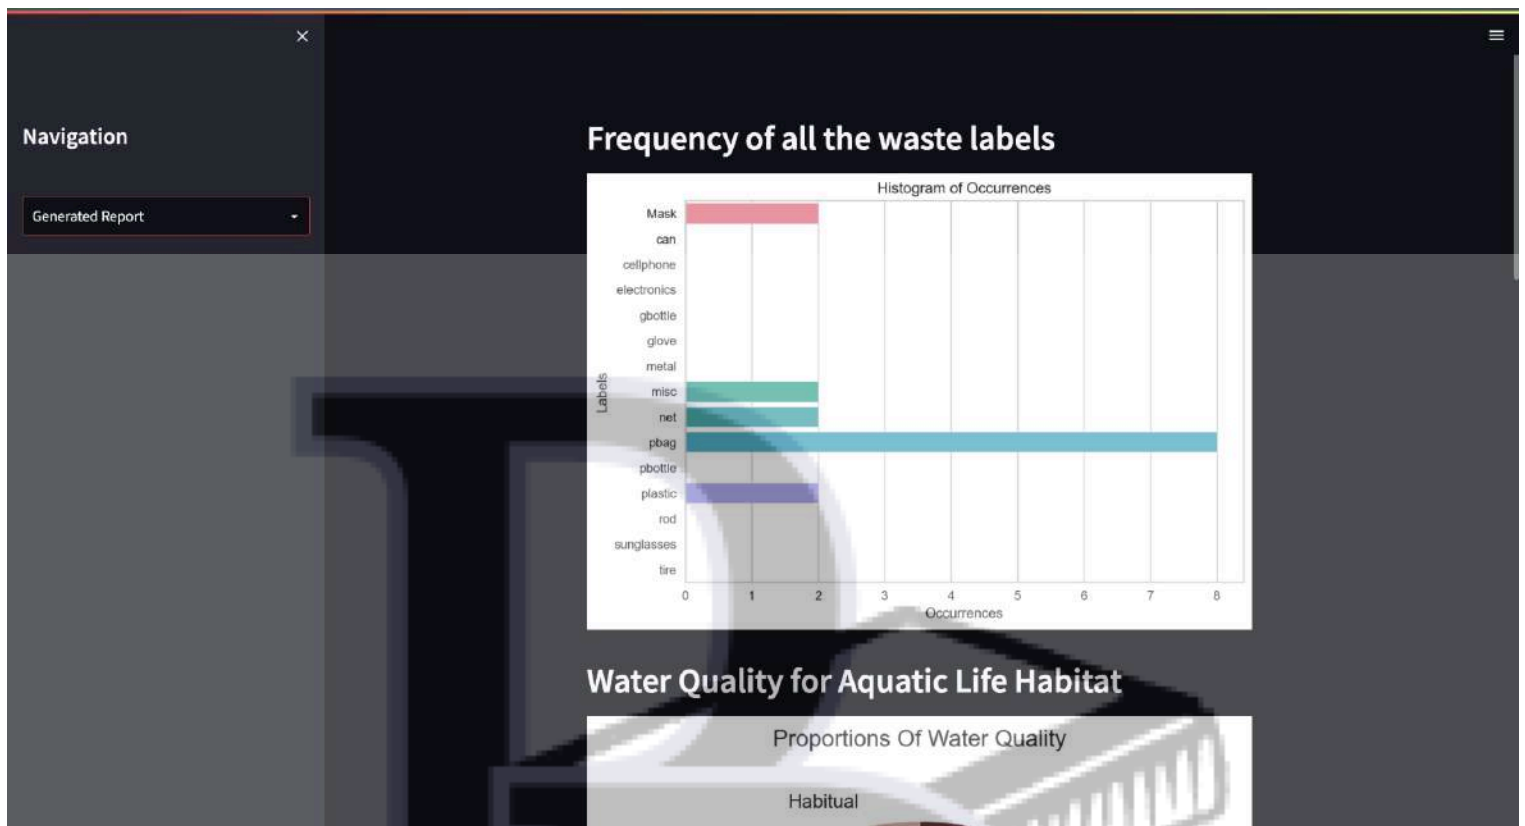 Navigation
Generated Report
Frequency of all the waste labels
Histogram of Occurrences
Labels
Mask
can
cellphone
electronics
gbottle
glove
metal
misc
net
pbag
pbottle
plastic
rod
sunglasses
tire
0 1 2 3 4 5 6 7 8
Occurrences
Water Quality for Aquatic Life Habitat
Proportions Of Water Quality
Habitual